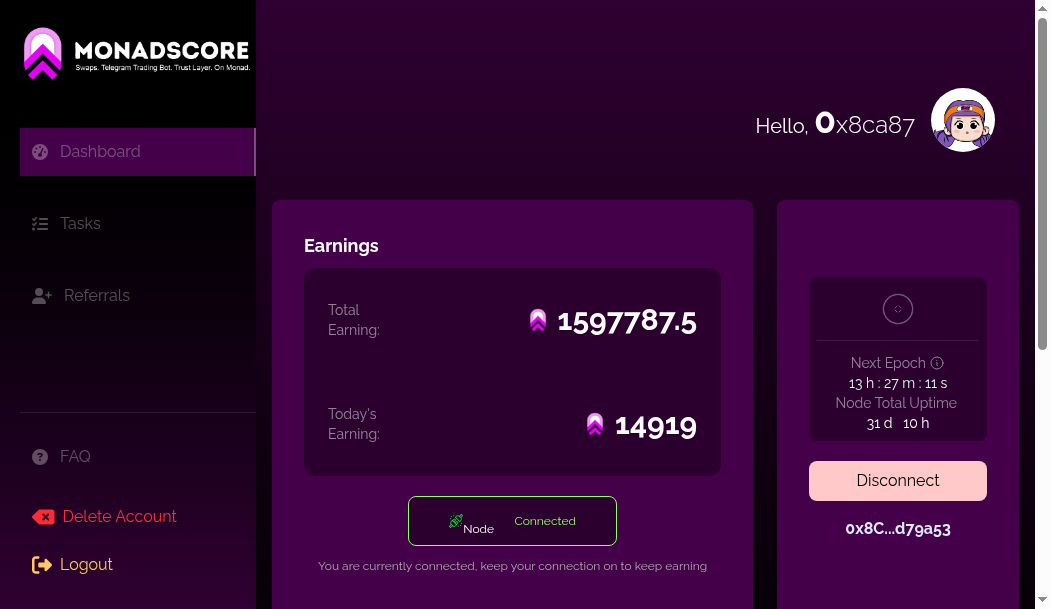 MONADSCORE
Swaps. Telegram Trading Bot. Trust Layer. On Monad.
Dashboard
Tasks
Referrals
FAQ
Delete Account
Logout
Hello, 0x8ca87
Earnings
Total
Earning:
1597787.5
Today's
Earning:
14919
Node
Connected
You are currently connected, keep your connection on to keep earning
Next Epoch
13 h : 27 m : 11 s
Node Total Uptime
31 d 10 h
Disconnect
0x8C...d79a53